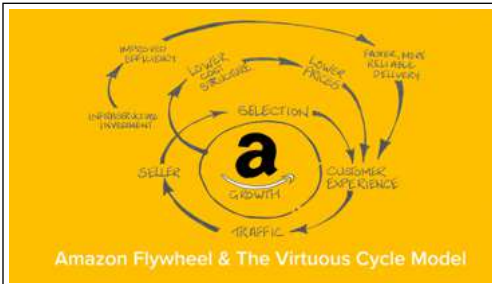 IMPROVED
EFFICIENCY
LOWER
COST
STRUCTURE
LOWER
PRICES
FASTER, MORE
RELIABLE
DELIVERY
INFRASTRUCTURE
INVESTMENT
SELECTION
a
SELLER
CUSTOMER
EXPERIENCE
GROWTH
TRAFFIC
Amazon Flywheel & The Virtuous Cycle Model